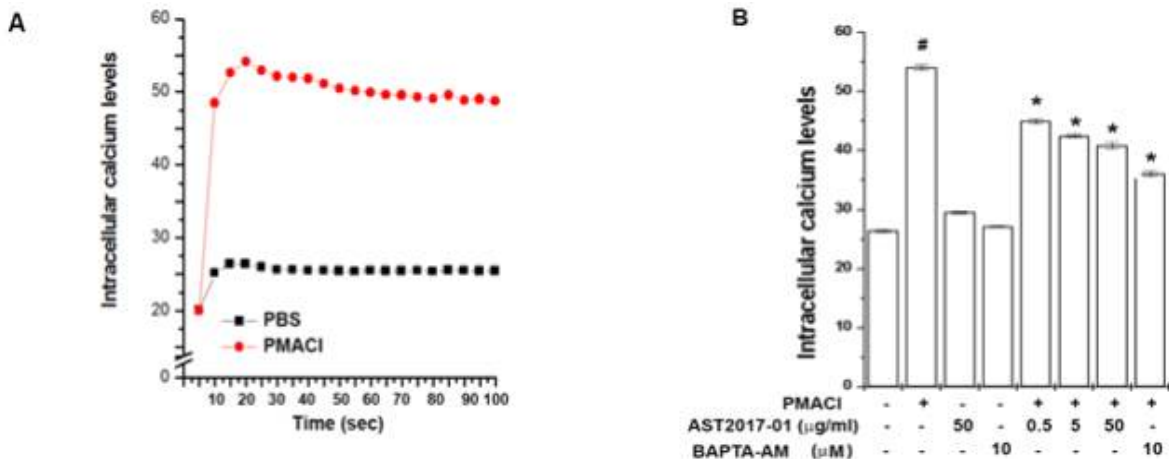 A
Intracellular calcium levels
60
50
40
30
20
0
PBS
PMACI
10 20 30 40 50 60 70 80 90 100
Time (sec)
B
Intracellular calcium levels
60
50
40
30
20
10
0
#
* * * *
PMACI - + - - + + + +
AST2017-01 (μg/ml) - - 50 - 0.5 5 50 -
BAPTA-AM (μM) - - - 10 - - - 10